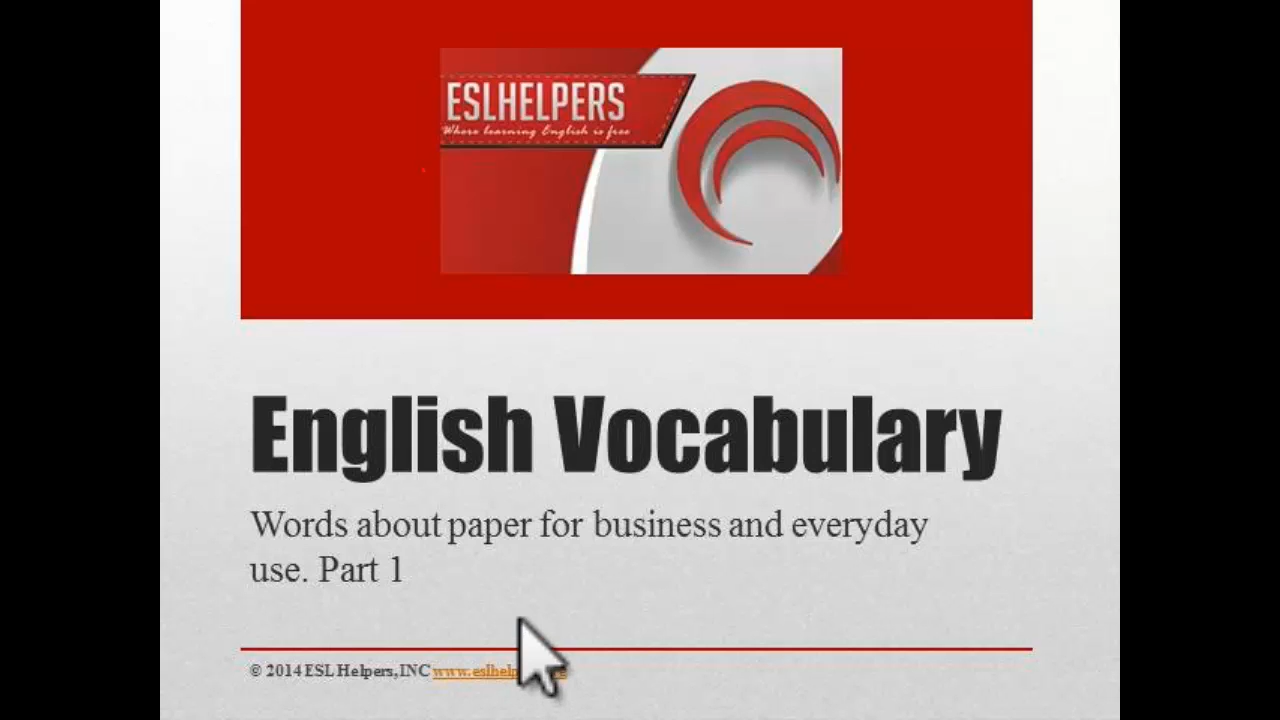 ESLHELPERS
Where learning English is free
English Vocabulary
Words about paper for business and everyday
use. Part 1
© 2014 ESL Helpers, INC